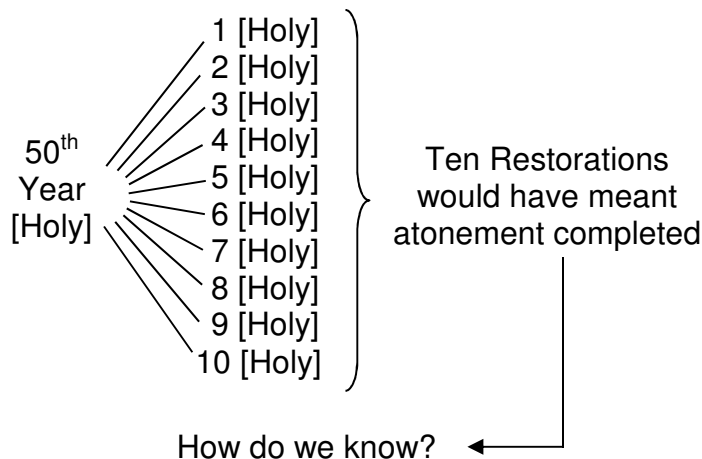 50th
Year
[Holy]
1 [Holy]
2 [Holy]
3 [Holy]
4 [Holy]
5 [Holy]
6 [Holy]
7 [Holy]
8 [Holy]
9 [Holy]
10 [Holy]
Ten Restorations
would have meant
atonement completed
How do we know?